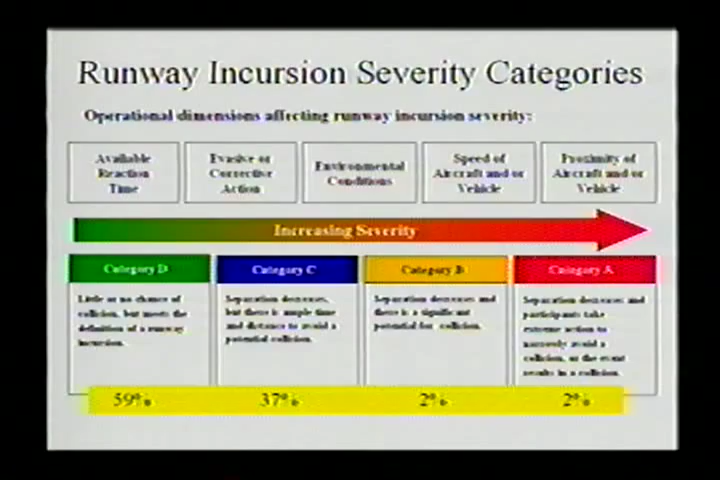 Runway Incursion Severity Categories
Operational dimensions affecting runway incursion severity:
Available
Reaction
Time
Evasive or
Corrective
Action
Environmental
Conditions
Speed of
Aircraft and/or
Vehicle
Proximity of
Aircraft and/or
Vehicle
Increasing Severity
Category D
Category C
Category B
Category A
Little or no chance of
collision, but meets the
definition of a runway
incursion.
Separation decreases,
but there is ample time
and distance to avoid a
potential collision.
Separation decreases and
there is a significant
potential for collision.
Separation decreases and
participants take
extreme action to
narrowly avoid a
collision, or the event
results in a collision.
59%
37%
2%
2%